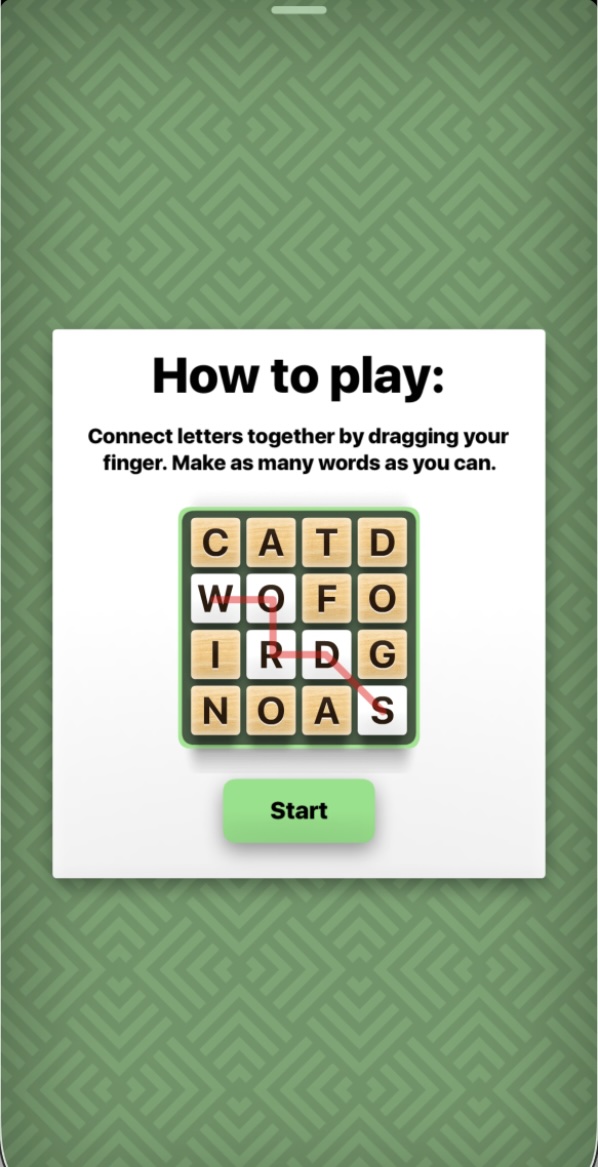 How to play:
Connect letters together by dragging your
finger. Make as many words as you can.
C A T D
W O F O
I R D G
N O A S
Start